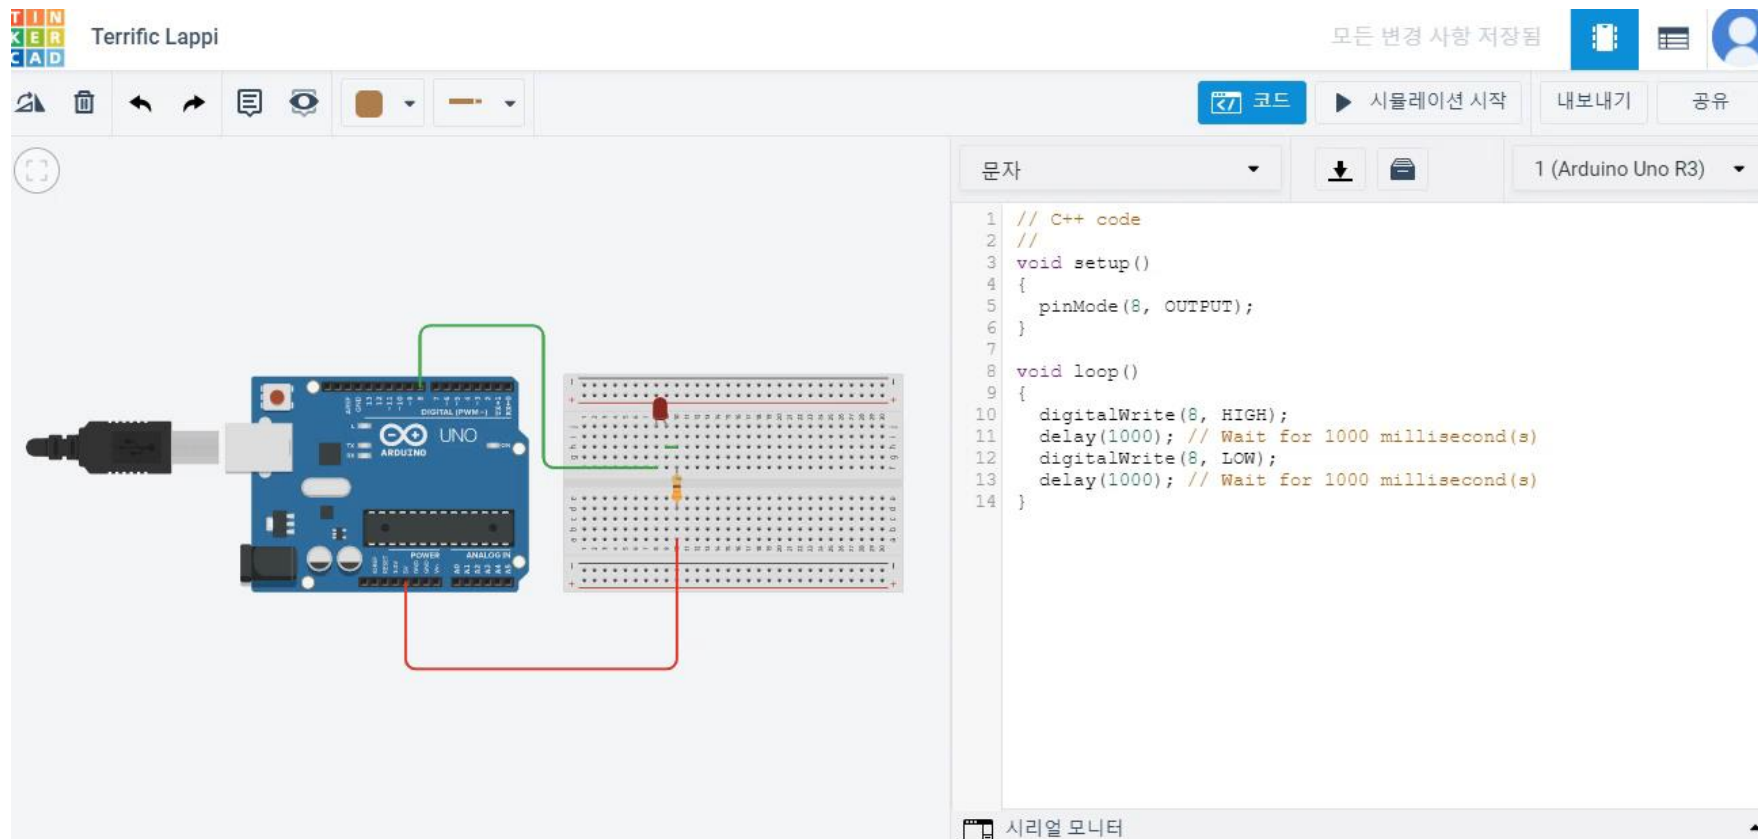 TIN
KER
CAD
Terrific Lappi
모든 변경 사항 저장됨
코드
시뮬레이션 시작
내보내기
공유
문자
1 (Arduino Uno R3)
1 // C++ code
2 //
3 void setup()
4 {
5 pinMode(8, OUTPUT);
6 }
7
8 void loop()
9 {
10 digitalWrite(8, HIGH);
11 delay(1000); // Wait for 1000 millisecond(s)
12 digitalWrite(8, LOW);
13 delay(1000); // Wait for 1000 millisecond(s)
14 }
DIGITAL (PWM~)
UNO
ARDUINO
POWER
ANALOG IN
시리얼 모니터